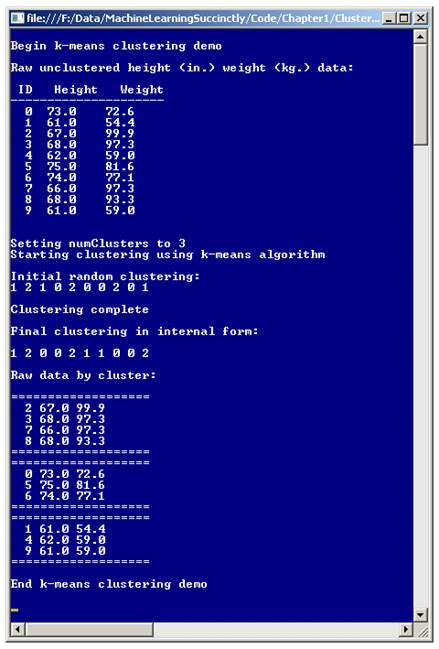 file:///F:/Data/MachineLearningSuccinctly/Code/Chapter1/Cluster...
Begin k-means clustering demo
Raw unclustered height (in.) weight (kg.) data:
ID Height Weight
0 73.0 72.6
1 61.0 54.4
2 67.0 99.9
3 68.0 97.3
4 62.0 59.0
5 75.0 81.6
6 74.0 77.1
7 66.0 97.3
8 68.0 93.3
9 61.0 59.0
Setting numClusters to 3
Starting clustering using k-means algorithm
Initial random clustering:
1 2 1 0 0 2 0 0 2 0 1
Clustering complete
Final clustering in internal form:
1 2 0 0 2 1 1 0 0 2
Raw data by cluster:
===================
2 67.0 99.9
3 68.0 97.3
7 66.0 97.3
8 68.0 93.3
===================
===================
0 73.0 72.6
5 75.0 81.6
6 74.0 77.1
===================
===================
1 61.0 54.4
4 62.0 59.0
9 61.0 59.0
===================
End k-means clustering demo